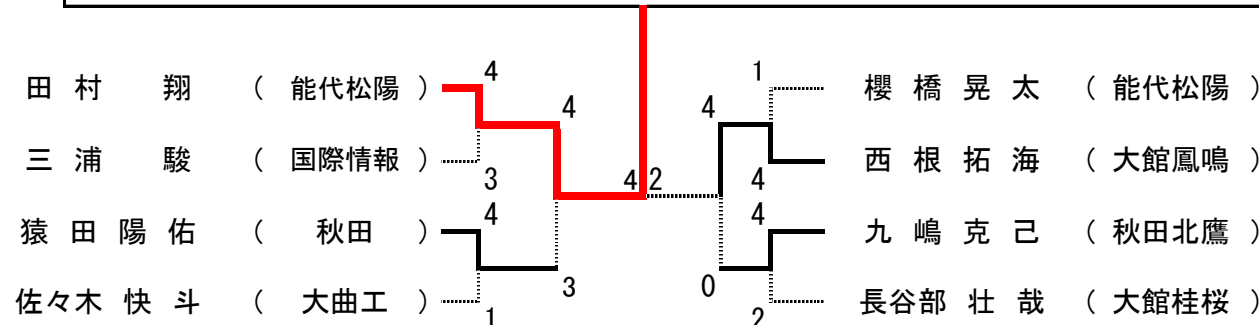 田村 翔 ( 能代松陽 ) 4 1 櫻橋晃太 ( 能代松陽 )
4 4
三浦 駿 ( 国際情報 ) 3 4 西根拓海 ( 大館鳳鳴 )
4 2
猿田陽佑 ( 秋田 ) 4 4 九嶋克己 ( 秋田北鷹 )
3 0
佐々木快斗 ( 大曲工 ) 1 2 長谷部壮哉 ( 大館桂桜 )